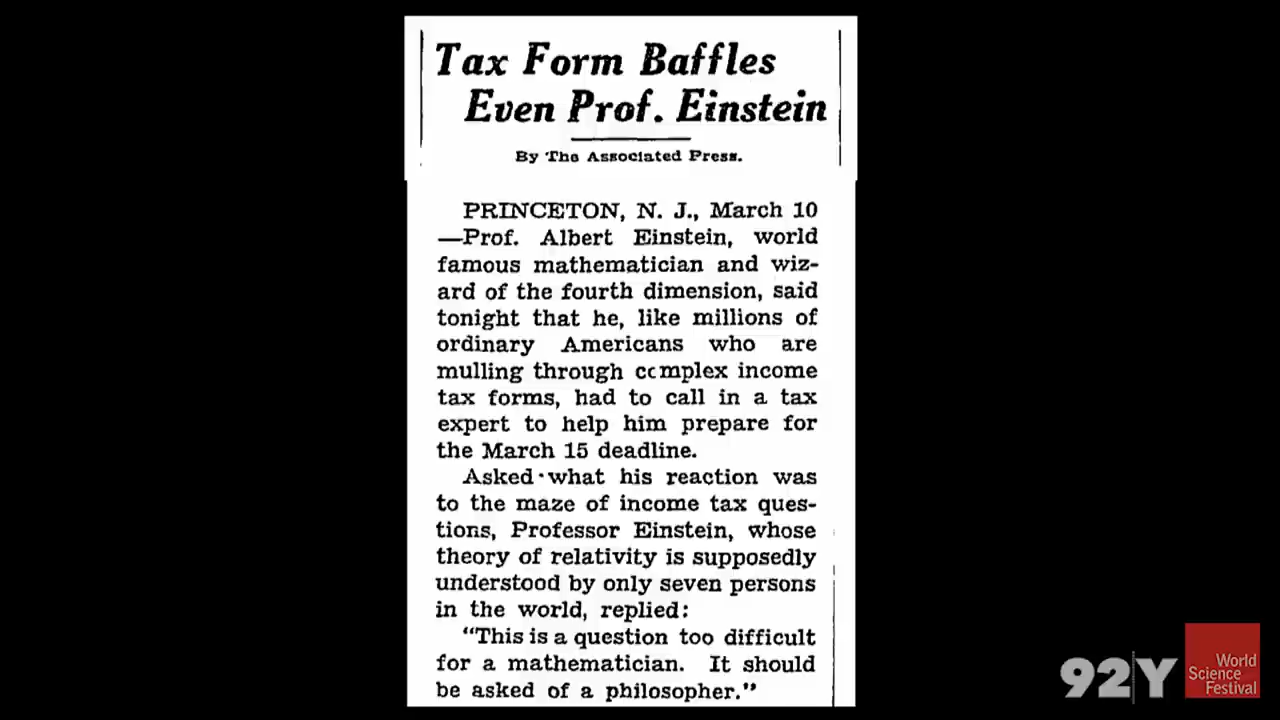 Tax Form Baffles
Even Prof. Einstein
By The Associated Press.
PRINCETON, N. J., March 10
—Prof. Albert Einstein, world
famous mathematician and wiz-
ard of the fourth dimension, said
tonight that he, like millions of
ordinary Americans who are
mulling through complex income
tax forms, had to call in a tax
expert to help him prepare for
the March 15 deadline.
Asked what his reaction was
to the maze of income tax ques-
tions, Professor Einstein, whose
theory of relativity is supposedly
understood by only seven persons
in the world, replied:
"This is a question too difficult
for a mathematician. It should
be asked of a philosopher."
92Y
World
Science
Festival